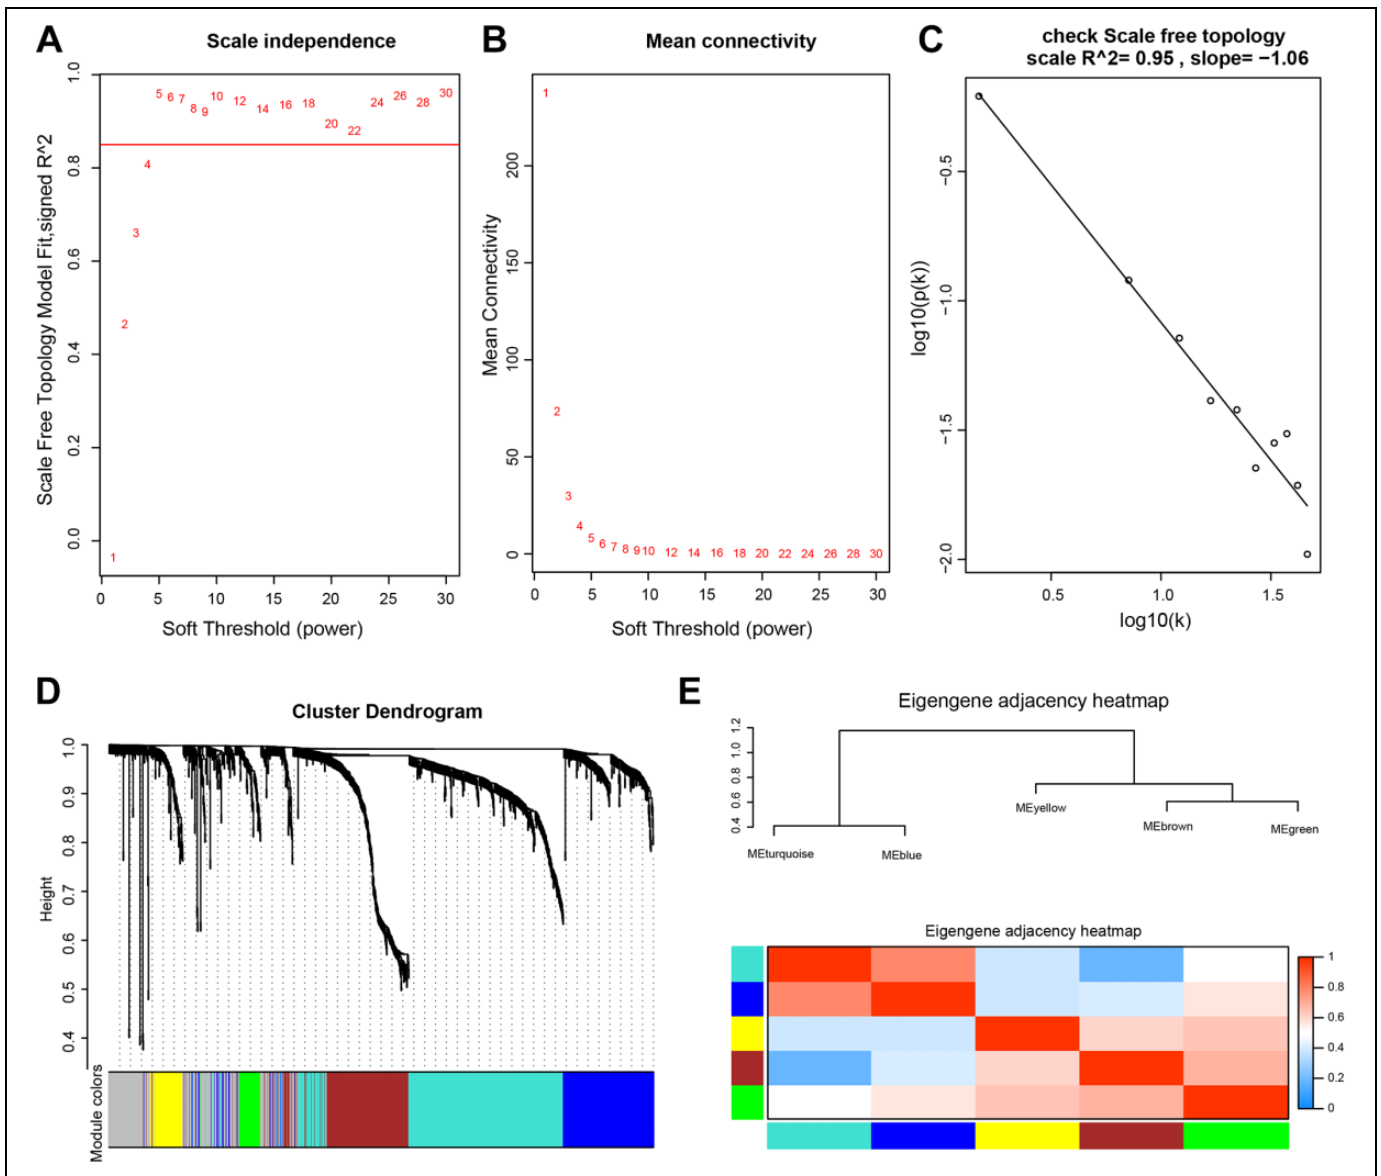 A
Scale independence
Scale Free Topology Model Fit,signed R^2
0.0 0.2 0.4 0.6 0.8 1.0
1 2 3 4 5 6 7 8 9 10 12 14 16 18 20 22 24 26 28 30
0 5 10 15 20 25 30
Soft Threshold (power)
B
Mean connectivity
Mean Connectivity
0 50 100 150 200
1 2 3 4 5 6 7 8 9 10 12 14 16 18 20 22 24 26 28 30
0 5 10 15 20 25 30
Soft Threshold (power)
C
check Scale free topology
scale R^2= 0.95 , slope= −1.06
log10(p(k))
−2.0 −1.5 −1.0 −0.5
0.5 1.0 1.5
log10(k)
D
Cluster Dendrogram
Height
0.4 0.5 0.6 0.7 0.8 0.9 1.0
Module colors
E
Eigengene adjacency heatmap
0.4 0.6 0.8 1.0 1.2
MEturquoise
MEblue
MEyellow
MEbrown
MEgreen
Eigengene adjacency heatmap
1
0.8
0.6
0.4
0.2
0